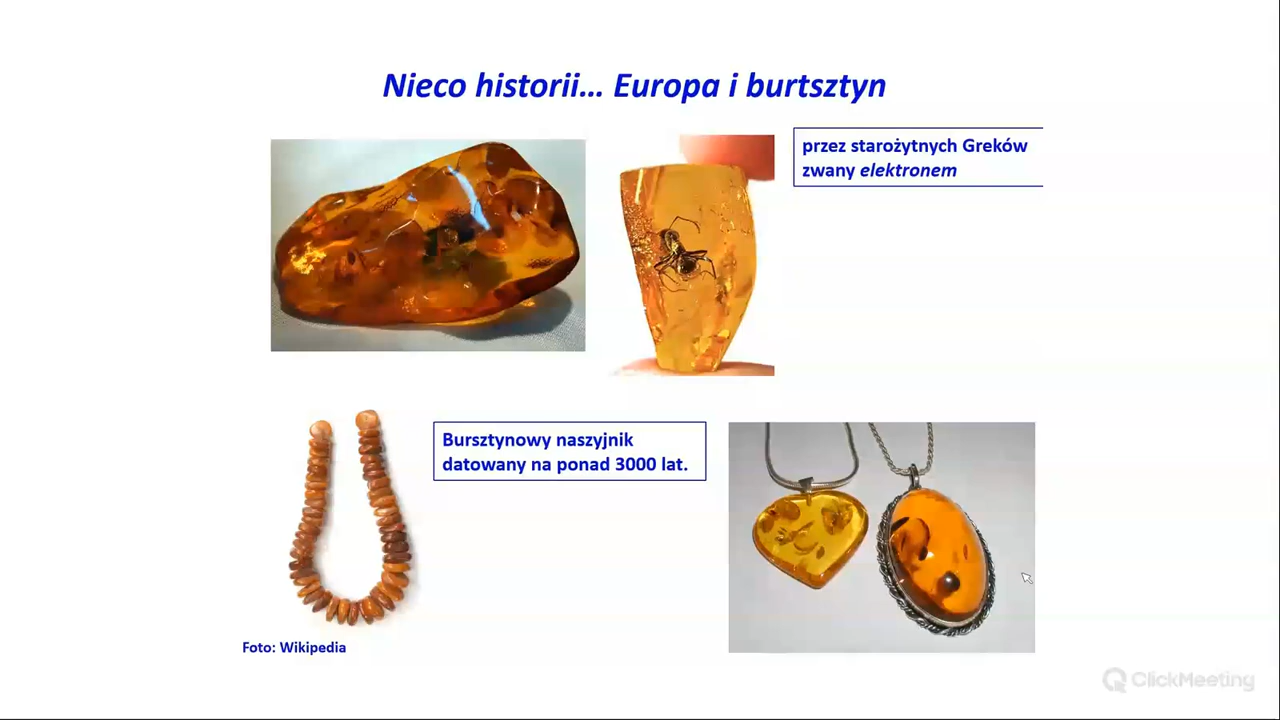 Nieco historii... Europa i burtsztyn
przez starożytnych Greków
zwany elektronem
Bursztynowy naszyjnik
datowany na ponad 3000 lat.
Foto: Wikipedia
ClickMeeting